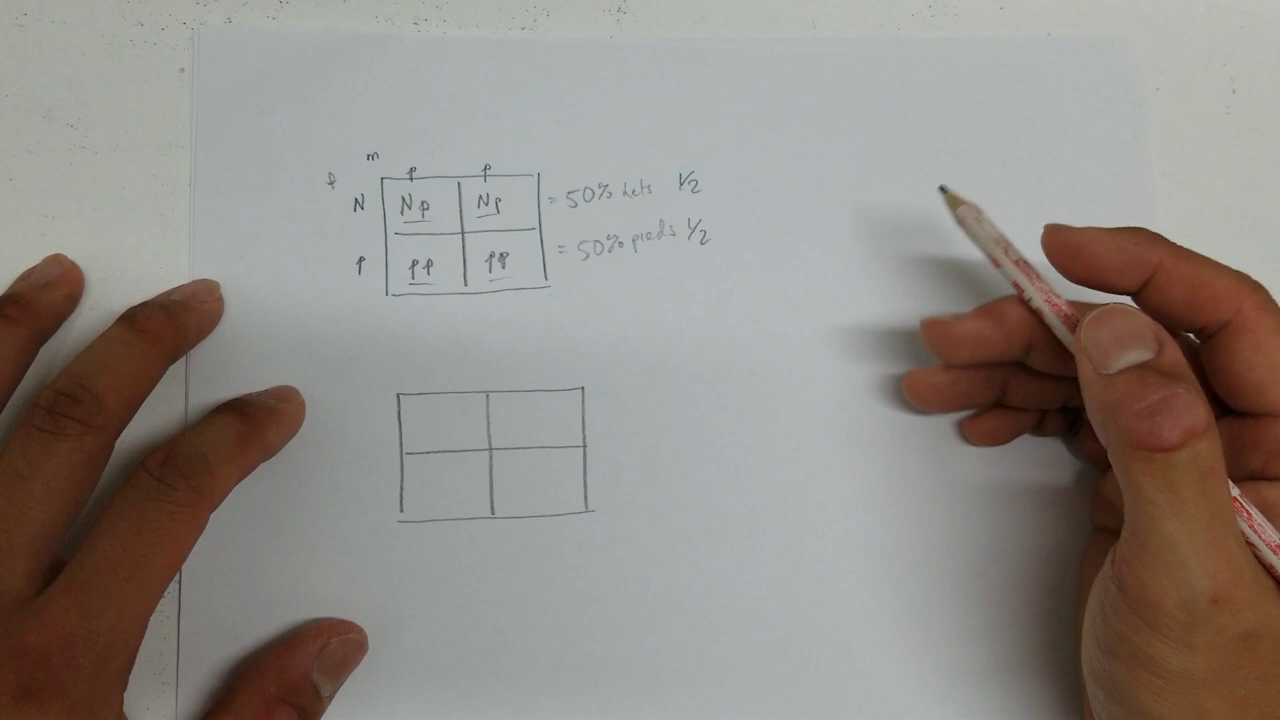 m
f p p
N Np Np = 50% hets 1/2
p pp pp = 50% pieds 1/2